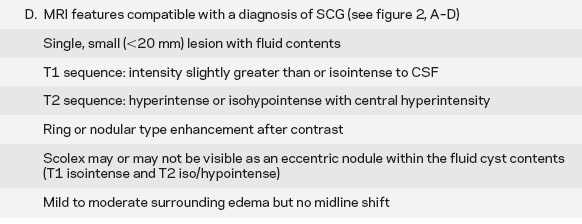 D. MRI features compatible with a diagnosis of SCG (see figure 2, A–D)
Single, small (<20 mm) lesion with fluid contents
T1 sequence: intensity slightly greater than or isointense to CSF
T2 sequence: hyperintense or isohypointense with central hyperintensity
Ring or nodular type enhancement after contrast
Scolex may or may not be visible as an eccentric nodule within the fluid cyst contents
(T1 isointense and T2 iso/hypointense)
Mild to moderate surrounding edema but no midline shift